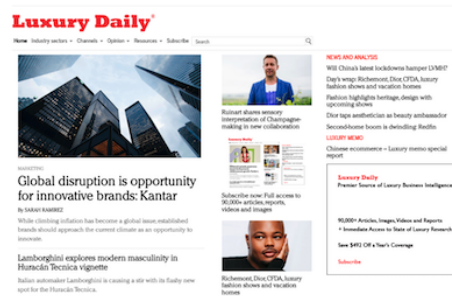 Luxury Daily®
Home Industry sectors Channels Opinion Resources Subscribe Search
MARKETING
Global disruption is opportunity
for innovative brands: Kantar
By SARAH RAMIREZ
While climbing inflation has become a global issue, established
brands should approach the current climate as an opportunity to
innovate.
Lamborghini explores modern masculinity in
Huracán Tecnica vignette
Italian automaker Lamborghini is causing a stir with its flashy new
spot for the Huracán Tecnica.
Ruinart shares sensory
interpretation of Champagne-
making in new collaboration
Subscribe now: Full access to
90,000+ articles, reports,
videos and images
Richemont, Dior, CFDA, luxury
fashion shows and vacation
homes
NEWS AND ANALYSIS
Will China's latest lockdowns hamper LVMH?
Day's wrap: Richemont, Dior, CFDA, luxury
fashion shows and vacation homes
Fashion highlights heritage, design with
upcoming shows
Dior taps aesthetician as beauty ambassador
Second-home boom is dwindling: Redfin
LUXURY MEMO
Chinese ecommerce – Luxury memo special
report
Luxury Daily
Premier Source of Luxury Business Intelligence
90,000+ Articles, Images, Videos and Reports
+ Immediate Access to State of Luxury Research
Save $492 Off a Year's Coverage
Subscribe